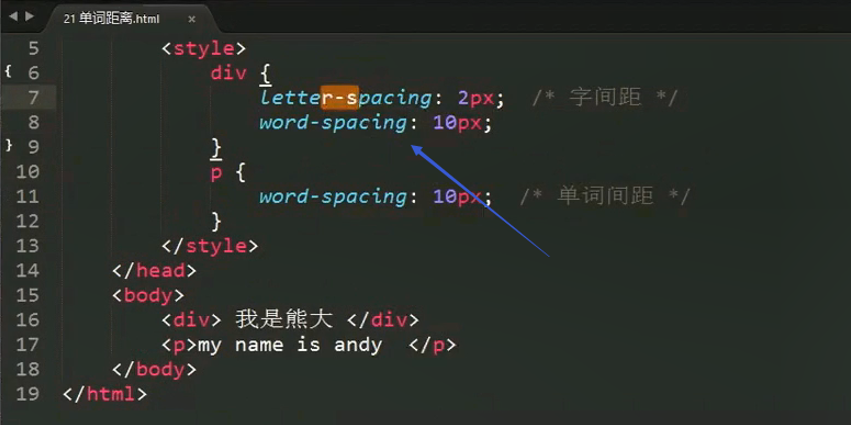 21 单词距离.html ×
5 <style>
{ 6 div {
7 letter-spacing: 2px; /* 字间距 */
8 word-spacing: 10px;
} 9 }
10 p {
11 word-spacing: 10px; /* 单词间距 */
12 }
13 </style>
14 </head>
15 <body>
16 <div> 我是熊大 </div>
17 <p>my name is andy  </p>
18 </body>
19 </html>